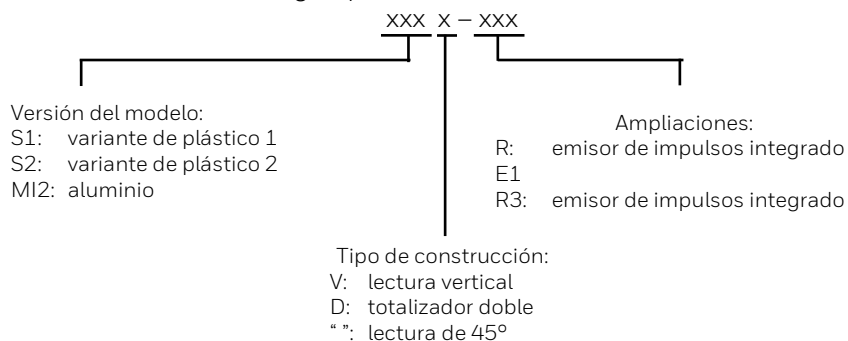 xxx x – xxx
Versión del modelo:
S1: variante de plástico 1
S2: variante de plástico 2
MI2: aluminio
Ampliaciones:
R: emisor de impulsos integrado
E1
R3: emisor de impulsos integrado
Tipo de construcción:
V: lectura vertical
D: totalizador doble
“ ”: lectura de 45°